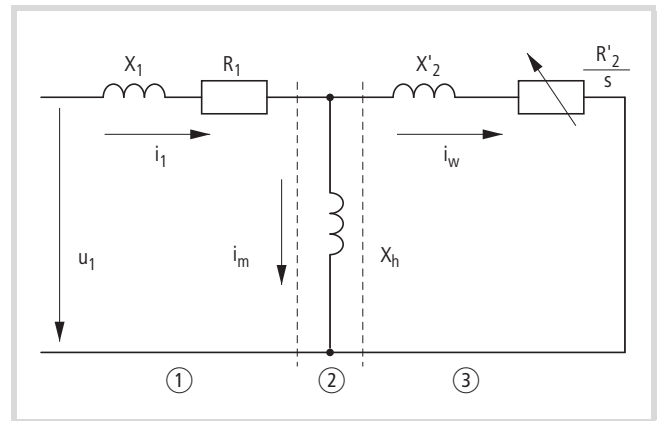 X1 R1 X'2 R'2
s
i1 iw
u1 im Xh
① ② ③